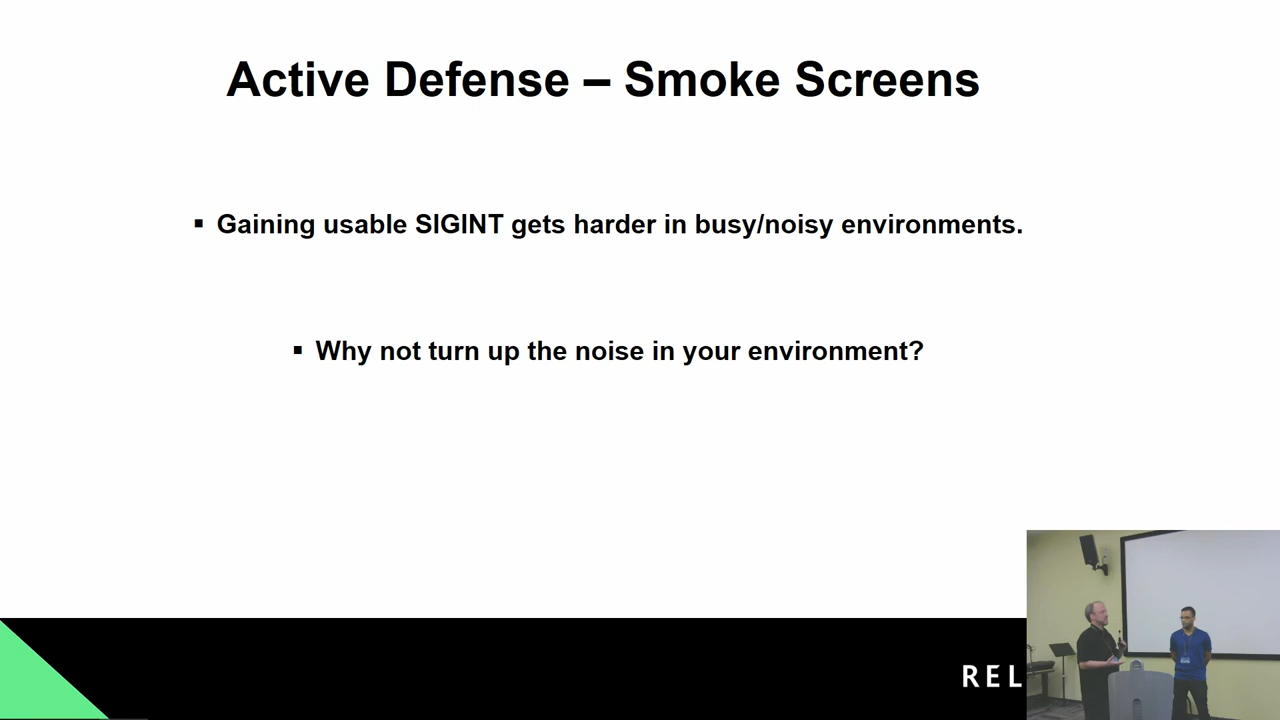 Active Defense – Smoke Screens
▪ Gaining usable SIGINT gets harder in busy/noisy environments.
▪ Why not turn up the noise in your environment?
REL